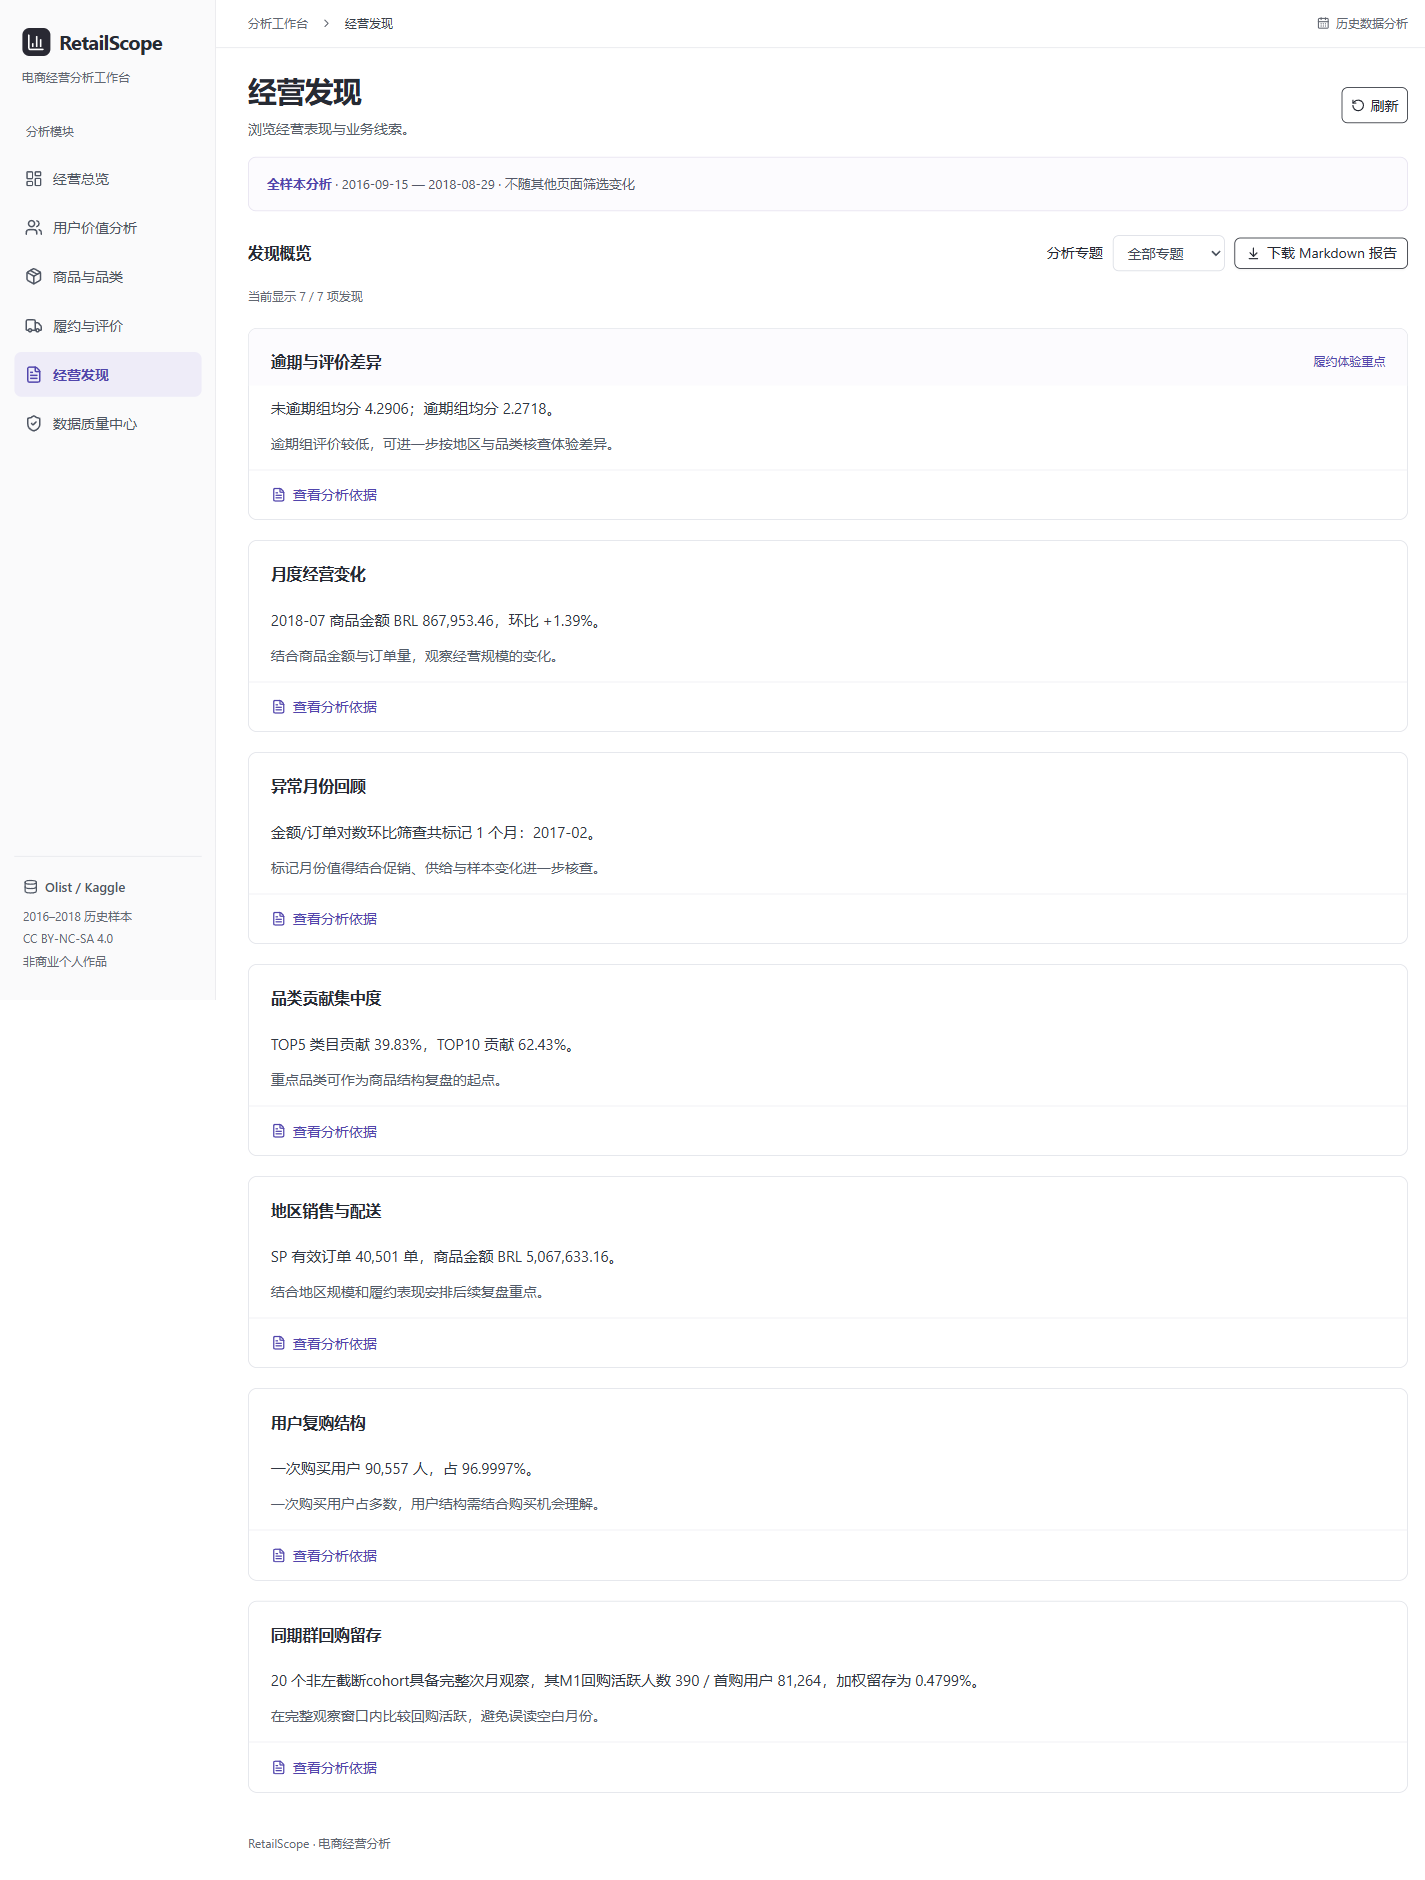 RetailScope
电商经营分析工作台
分析模块
经营总览
用户价值分析
商品与品类
履约与评价
经营发现
数据质量中心
Olist / Kaggle
2016–2018 历史样本
CC BY-NC-SA 4.0
非商业个人作品
分析工作台 > 经营发现
历史数据分析
经营发现
浏览经营表现与业务线索。
刷新
全样本分析 · 2016-09-15 — 2018-08-29 · 不随其他页面筛选变化
发现概览
分析专题 全部专题 下载 Markdown 报告
当前显示 7 / 7 项发现
逾期与评价差异
履约体验重点
未逾期组均分 4.2906；逾期组均分 2.2718。
逾期组评价较低，可进一步按地区与品类核查体验差异。
查看分析依据
月度经营变化
2018-07 商品金额 BRL 867,953.46，环比 +1.39%。
结合商品金额与订单量，观察经营规模的变化。
查看分析依据
异常月份回顾
金额/订单对数环比筛查共标记 1 个月：2017-02。
标记月份值得结合促销、供给与样本变化进一步核查。
查看分析依据
品类贡献集中度
TOP5 类目贡献 39.83%，TOP10 贡献 62.43%。
重点品类可作为商品结构复盘的起点。
查看分析依据
地区销售与配送
SP 有效订单 40,501 单，商品金额 BRL 5,067,633.16。
结合地区规模和履约表现安排后续复盘重点。
查看分析依据
用户复购结构
一次购买用户 90,557 人，占 96.9997%。
一次购买用户占多数，用户结构需结合购买机会理解。
查看分析依据
同期群回购留存
20 个非左截断cohort具备完整次月观察，其M1回购活跃人数 390 / 首购用户 81,264，加权留存为 0.4799%。
在完整观察窗口内比较回购活跃，避免误读空白月份。
查看分析依据
RetailScope · 电商经营分析